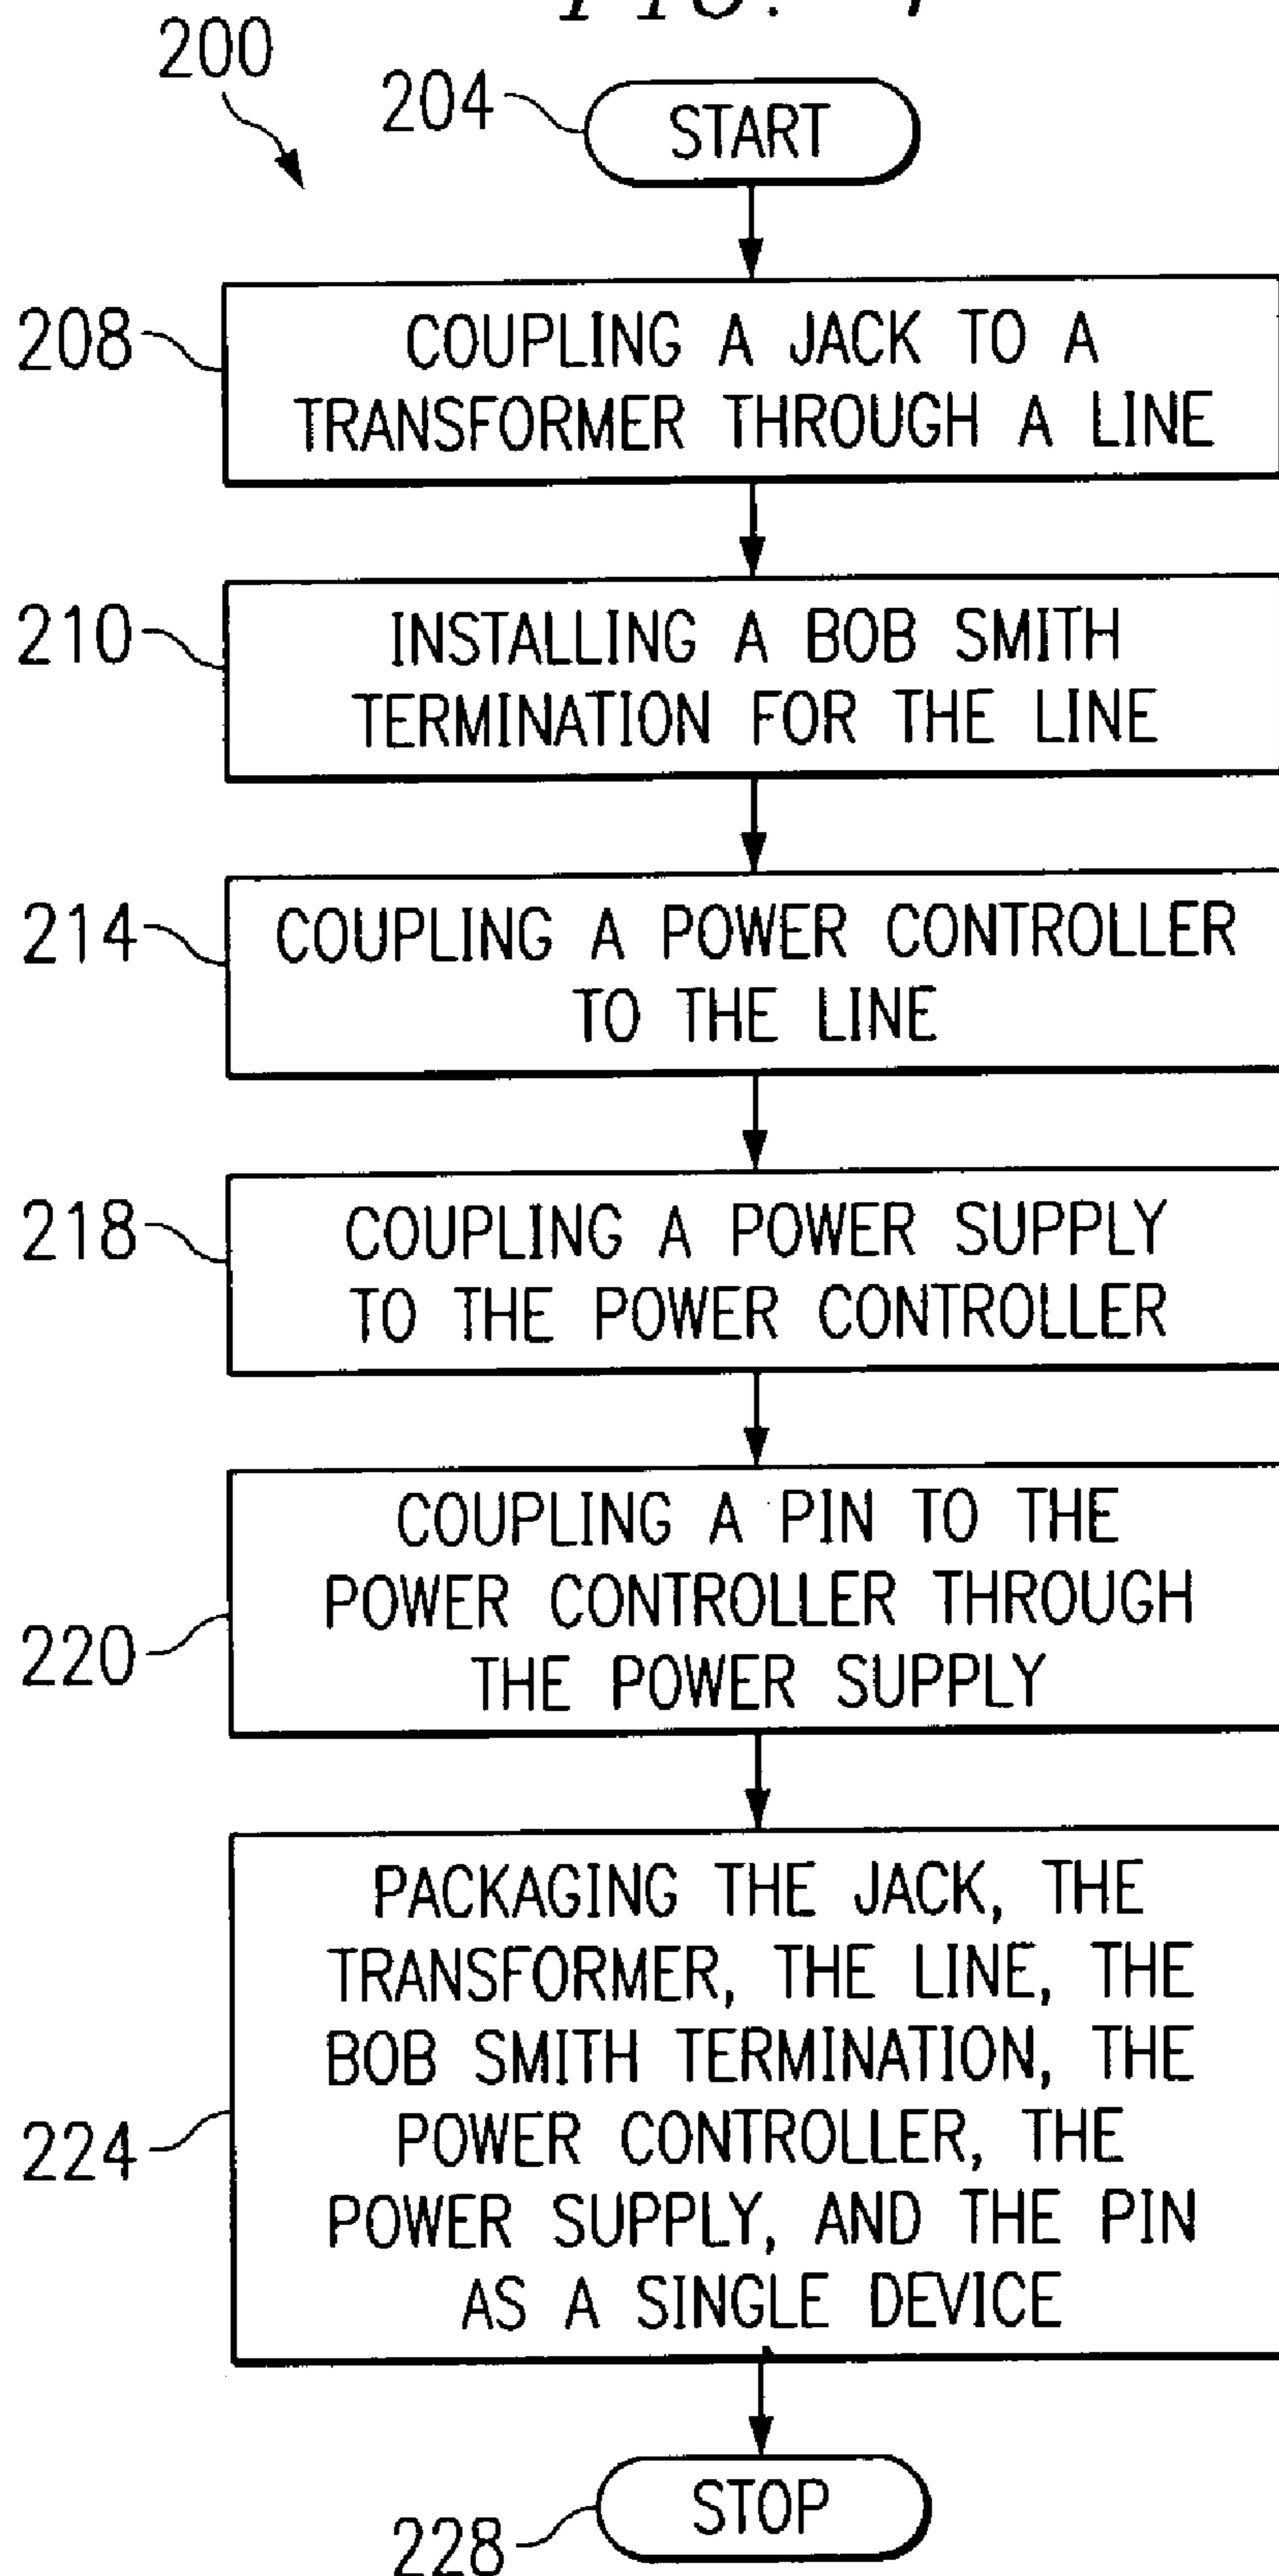 FIG.
200
204
START
208
COUPLING A JACK TO A
TRANSFORMER THROUGH A LINE
210
INSTALLING A BOB SMITH
TERMINATION FOR THE LINE
214
COUPLING A POWER CONTROLLER
TO THE LINE
218
COUPLING A POWER SUPPLY
TO THE POWER CONTROLLER
220
COUPLING A PIN TO THE
POWER CONTROLLER THROUGH
THE POWER SUPPLY
224
PACKAGING THE JACK, THE
TRANSFORMER, THE LINE, THE
BOB SMITH TERMINATION, THE
POWER CONTROLLER, THE
POWER SUPPLY, AND THE PIN
AS A SINGLE DEVICE
STOP
228